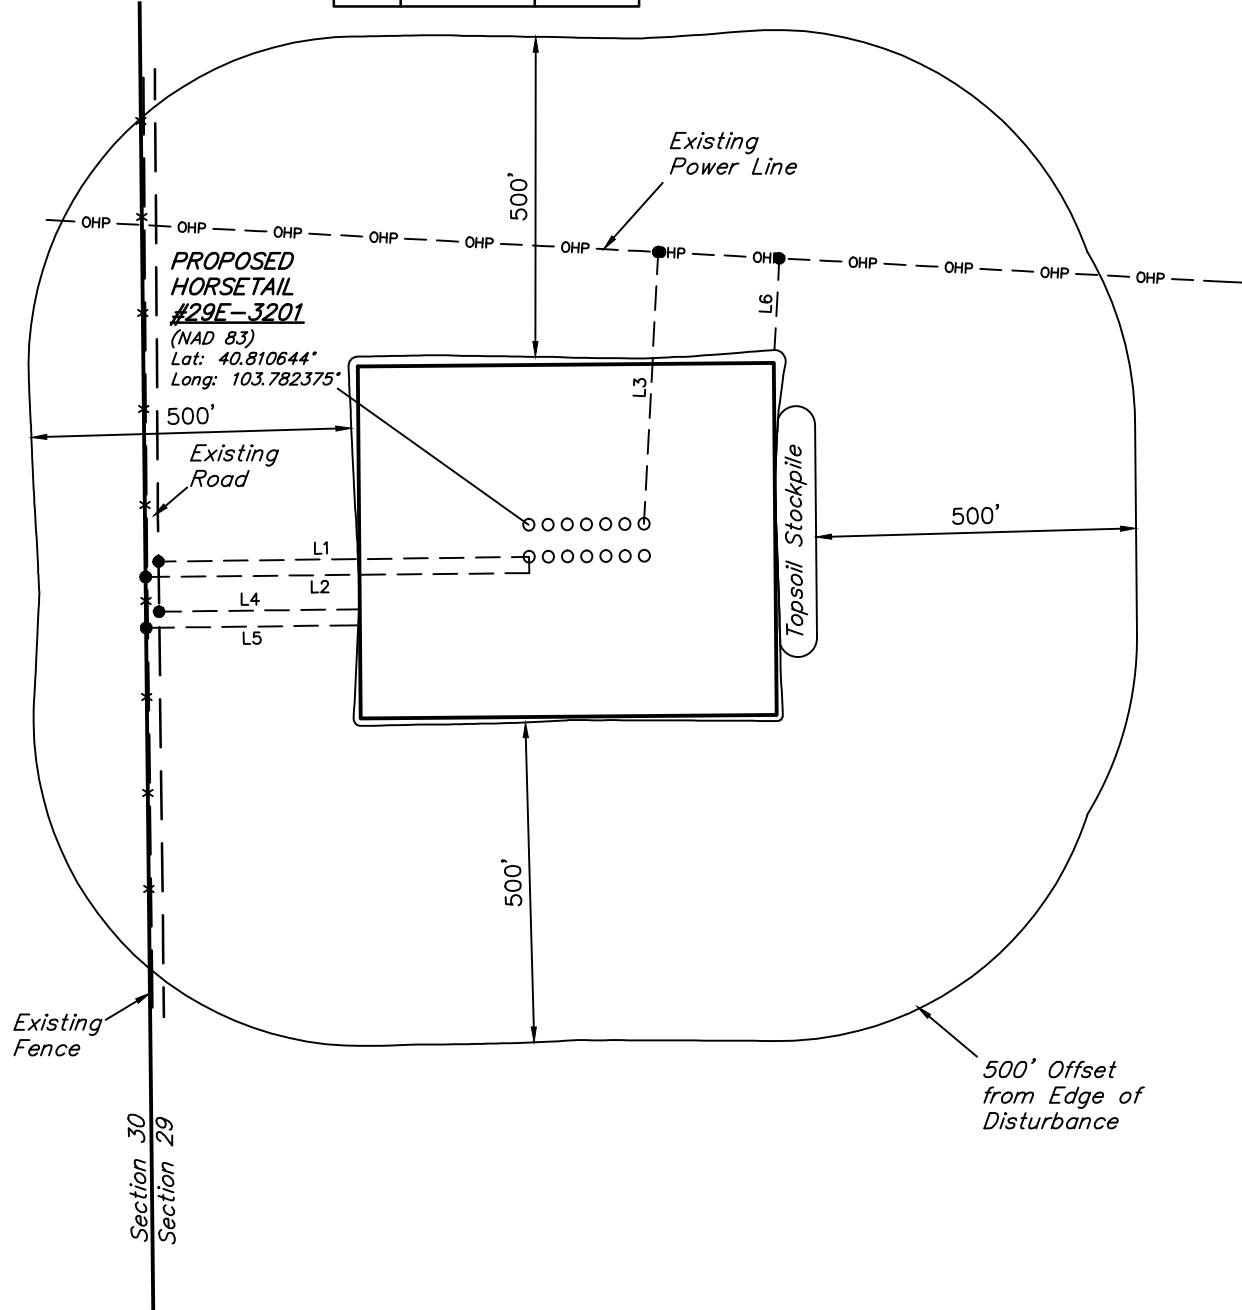 Existing
Power Line
500'
OHP OHP OHP OHP OHP OHP OHP OHP OHP OHP OHP OHP
PROPOSED
HORSETAIL
#29E-3201
(NAD 83)
Lat: 40.810644°
Long: 103.782375°
L6
L3
500'
Existing
Road
Topsoil Stockpile
500'
L1
L2
L4
L5
500'
Existing
Fence
500' Offset
from Edge of
Disturbance
Section 30
Section 29